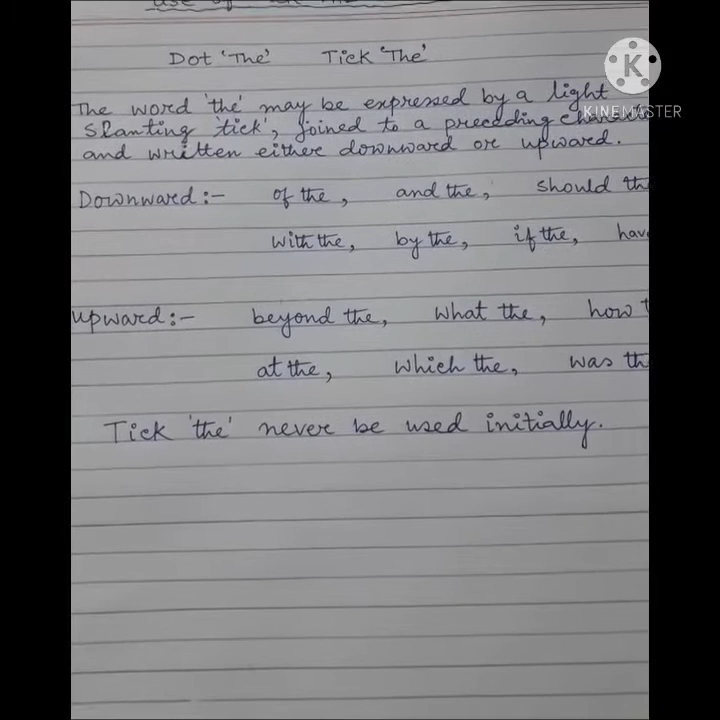 Dot 'The' Tick 'The'
KINEMASTER
The word 'the' may be expressed by a light
slanting 'tick', joined to a preceding
and written either downward or upward.
Downward:- of the, and the, should
with the, by the, if the,
Upward:- beyond the, what the, how
at the, which the, was
Tick 'the' never be used initially.